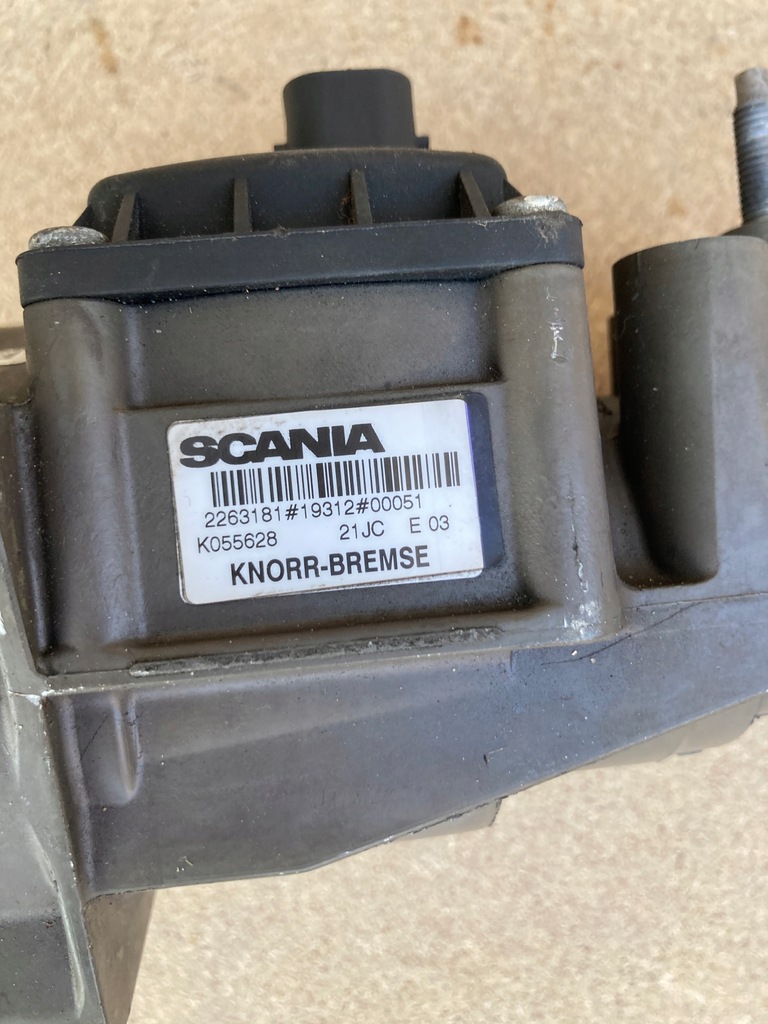 SCANIA
2263181#19312#00051
K055628 21JC E 03
KNORR-BREMSE